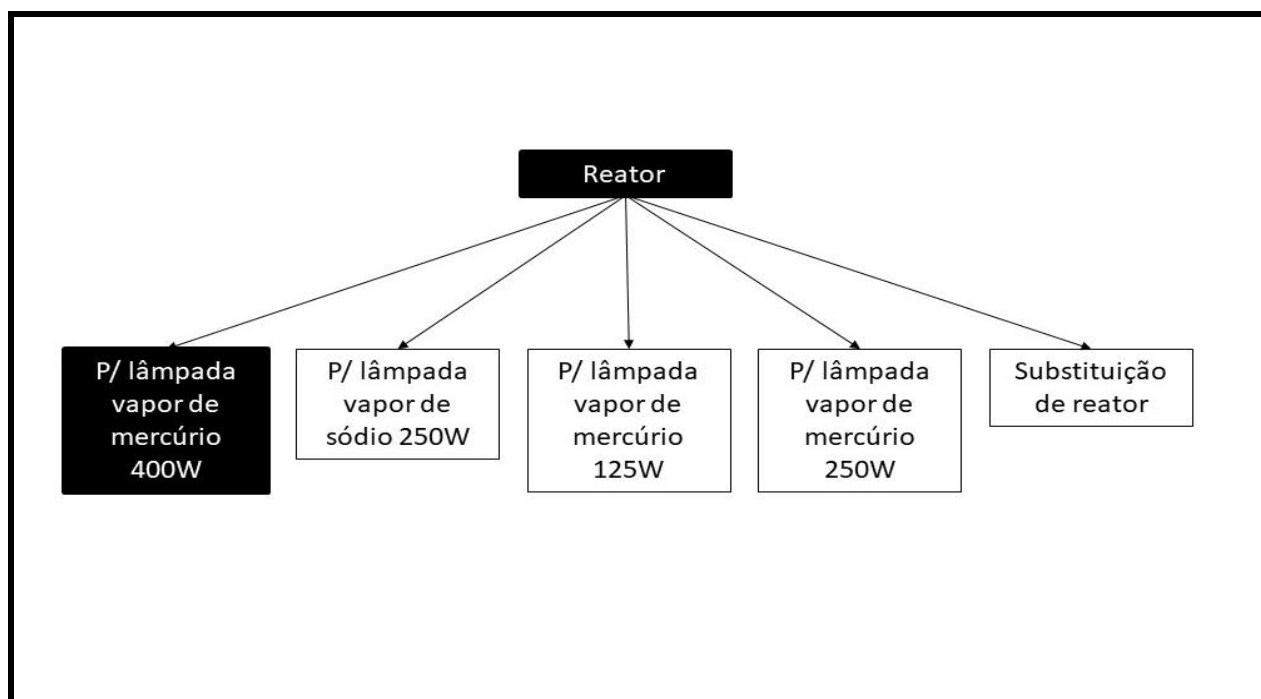 Reator
P/ lâmpada
vapor de
mercúrio
400W
P/ lâmpada
vapor de
sódio 250W
P/ lâmpada
vapor de
mercúrio
125W
P/ lâmpada
vapor de
mercúrio
250W
Substituição
de reator